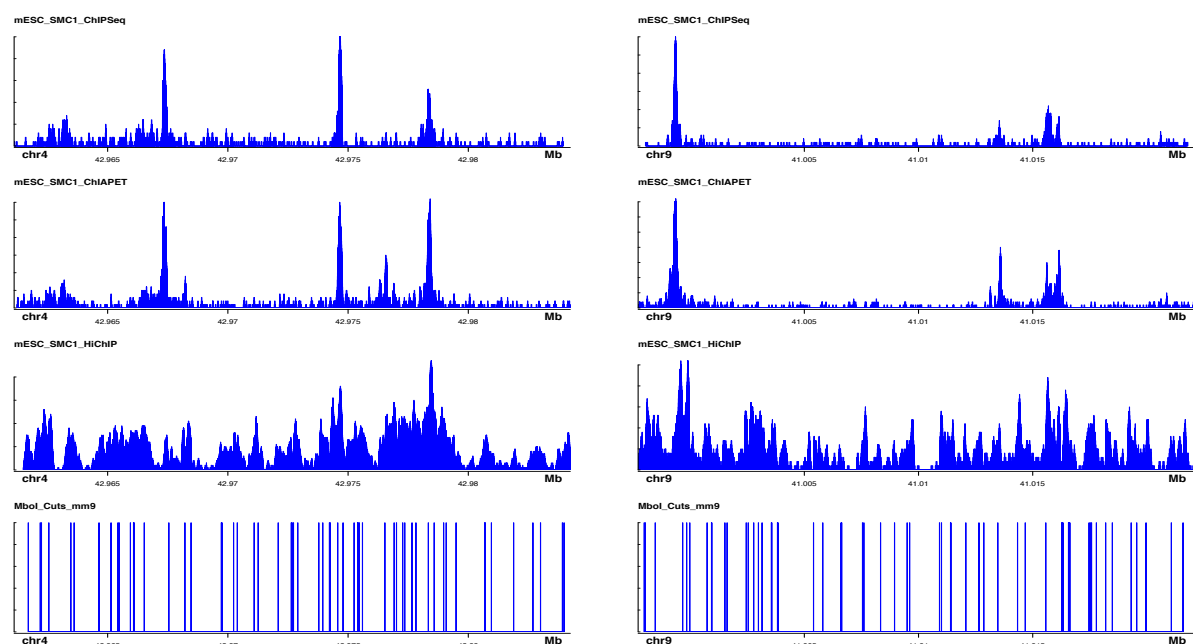 mESC_SMC1_ChIPSeq
chr4 42.965 42.97 42.975 42.98 Mb
mESC_SMC1_ChIAPET
chr4 42.965 42.97 42.975 42.98 Mb
mESC_SMC1_HiChIP
chr4 42.965 42.97 42.975 42.98 Mb
MboI_Cuts_mm9
chr4 Mb
mESC_SMC1_ChIPSeq
chr9 41.005 41.01 41.015 Mb
mESC_SMC1_ChIAPET
chr9 41.005 41.01 41.015 Mb
mESC_SMC1_HiChIP
chr9 41.005 41.01 41.015 Mb
MboI_Cuts_mm9
chr9 Mb